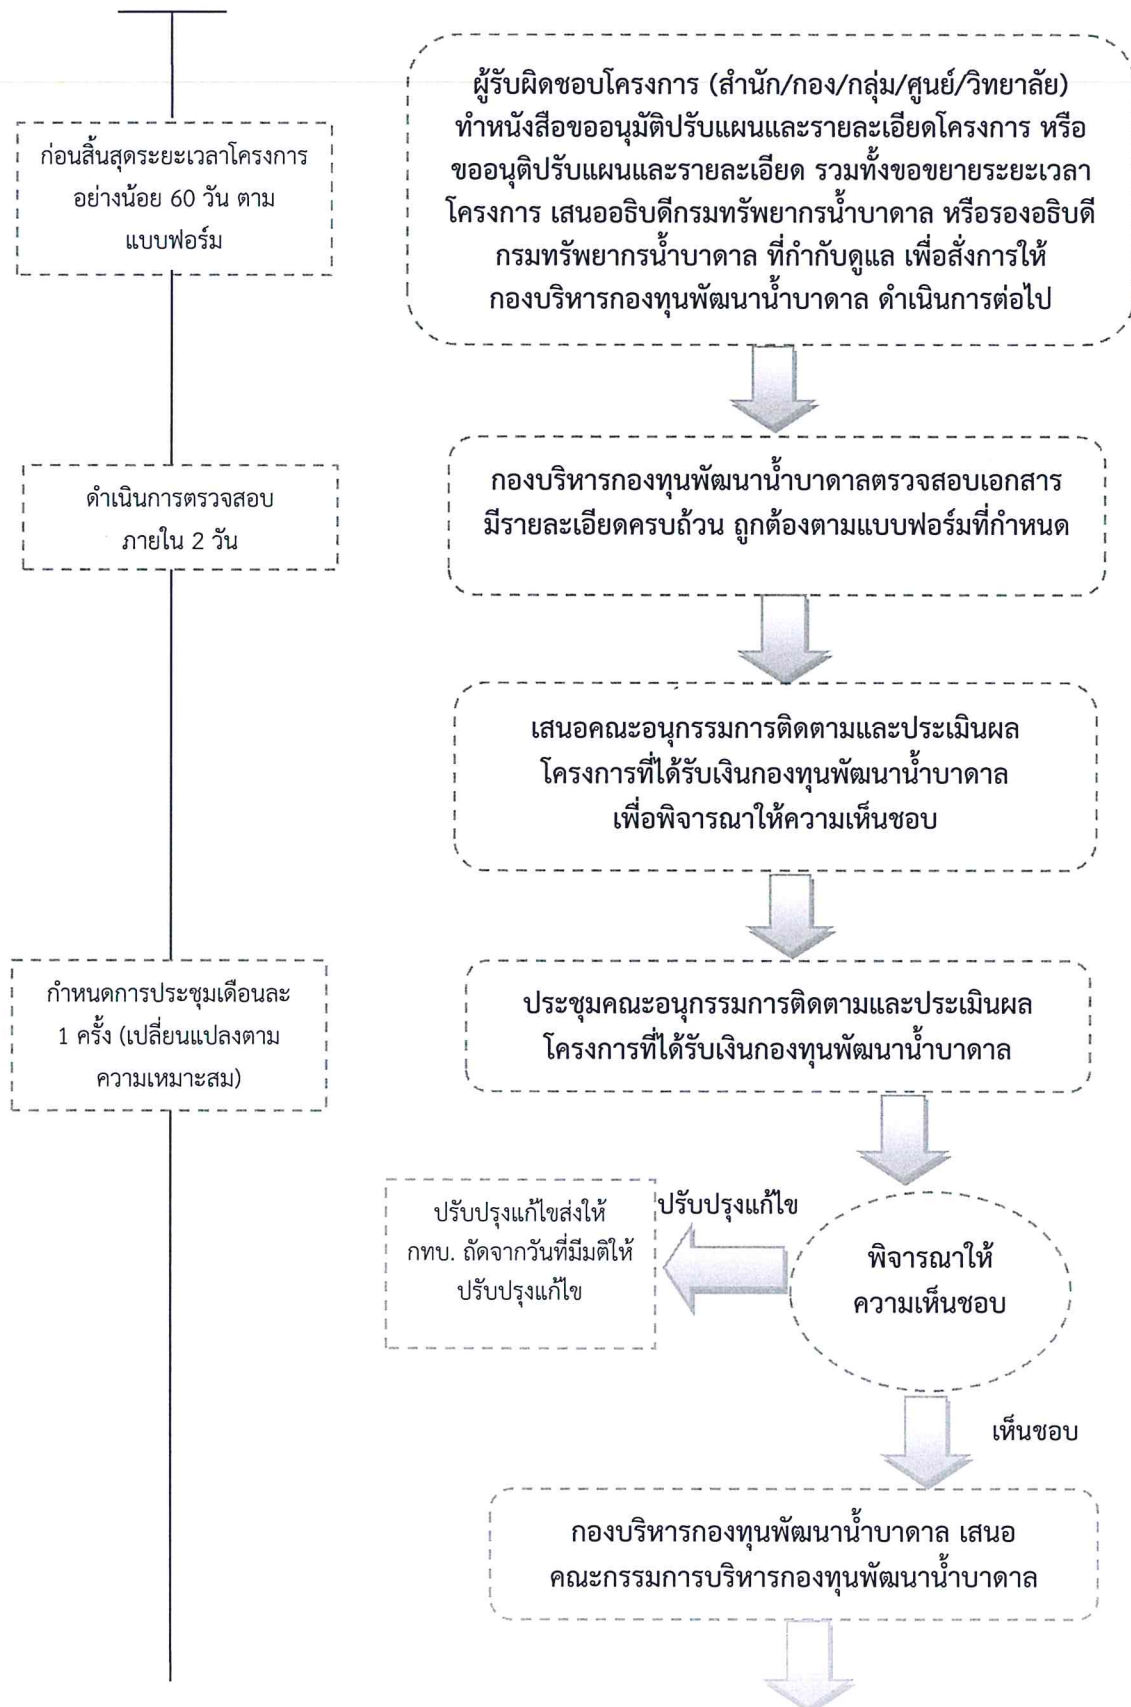 ผู้รับผิดชอบโครงการ (สำนัก/กอง/กลุ่ม/ศูนย์/วิทยาลัย)
ทำหนังสือขออนุมัติปรับแผนและรายละเอียดโครงการ หรือ
ขออนุติปรับแผนและรายละเอียด รวมทั้งขอขยายระยะเวลา
โครงการ เสนออธิบดีกรมทรัพยากรน้ำบาดาล หรือรองอธิบดี
กรมทรัพยากรน้ำบาดาล ที่กำกับดูแล เพื่อสั่งการให้
กองบริหารกองทุนพัฒนาน้ำบาดาล ดำเนินการต่อไป
ก่อนสิ้นสุดระยะเวลาโครงการ
อย่างน้อย 60 วัน ตาม
แบบฟอร์ม
กองบริหารกองทุนพัฒนาน้ำบาดาลตรวจสอบเอกสาร
มีรายละเอียดครบถ้วน ถูกต้องตามแบบฟอร์มที่กำหนด
ดำเนินการตรวจสอบ
ภายใน 2 วัน
เสนอคณะอนุกรรมการติดตามและประเมินผล
โครงการที่ได้รับเงินกองทุนพัฒนาน้ำบาดาล
เพื่อพิจารณาให้ความเห็นชอบ
กำหนดการประชุมเดือนละ
1 ครั้ง (เปลี่ยนแปลงตาม
ความเหมาะสม)
ประชุมคณะอนุกรรมการติดตามและประเมินผล
โครงการที่ได้รับเงินกองทุนพัฒนาน้ำบาดาล
ปรับปรุงแก้ไขส่งให้
กทบ. ถัดจากวันที่มีมติให้
ปรับปรุงแก้ไข
ปรับปรุงแก้ไข
พิจารณาให้
ความเห็นชอบ
เห็นชอบ
กองบริหารกองทุนพัฒนาน้ำบาดาล เสนอ
คณะกรรมการบริหารกองทุนพัฒนาน้ำบาดาล